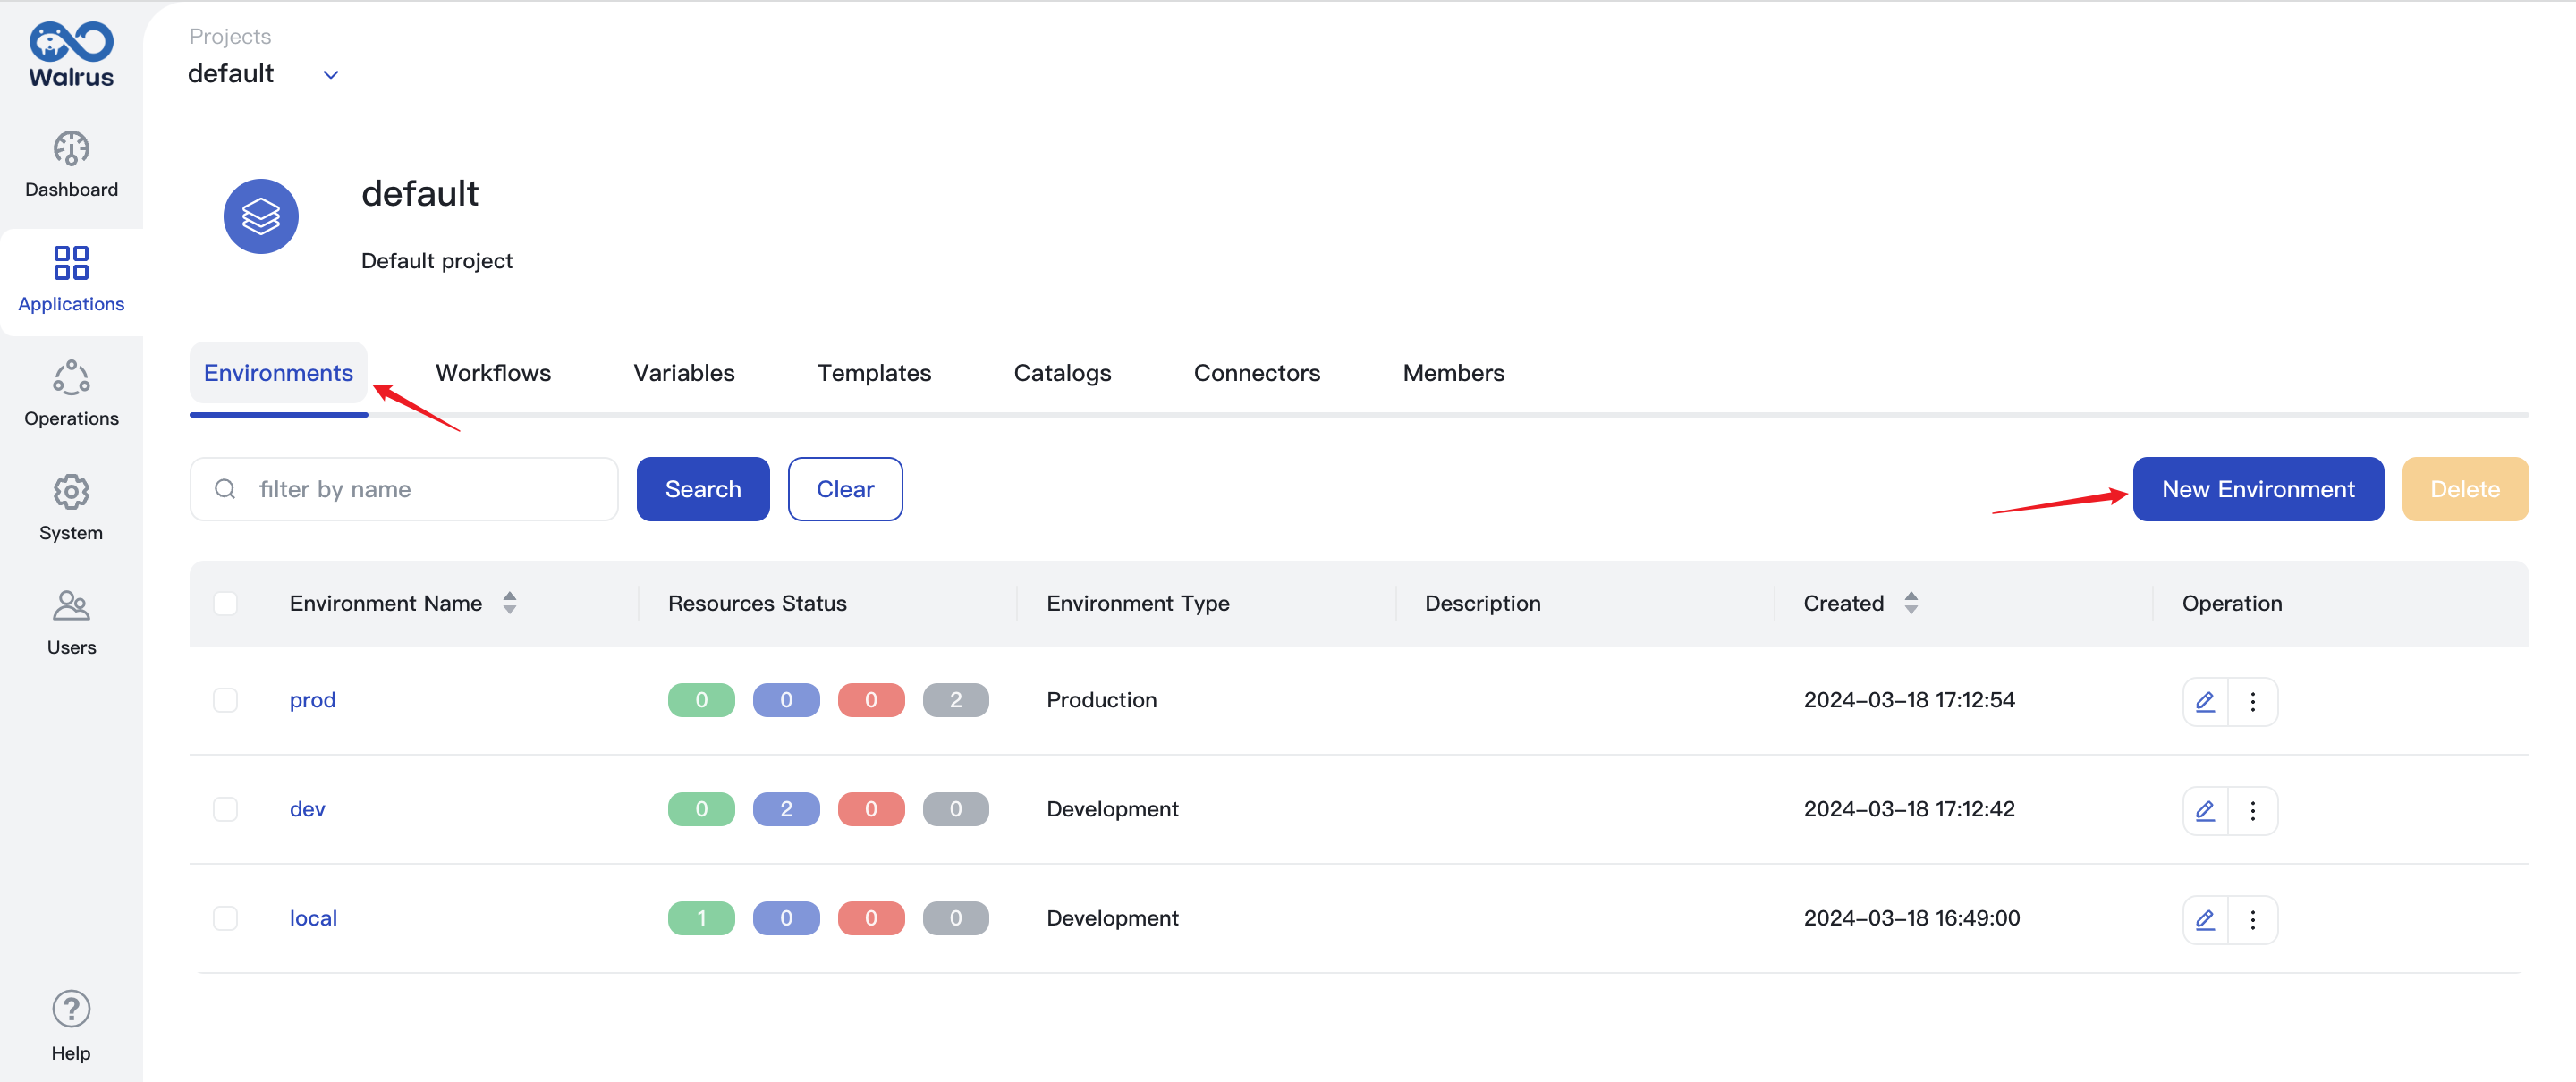 Walrus
Dashboard
Applications
Operations
System
Users
Help
Projects
default
default
Default project
Environments Workflows Variables Templates Catalogs Connectors Members
filter by name Search Clear New Environment Delete
Environment Name Resources Status Environment Type Description Created Operation
prod 0 0 0 2 Production 2024-03-18 17:12:54
dev 0 2 0 0 Development 2024-03-18 17:12:42
local 1 0 0 0 Development 2024-03-18 16:49:00